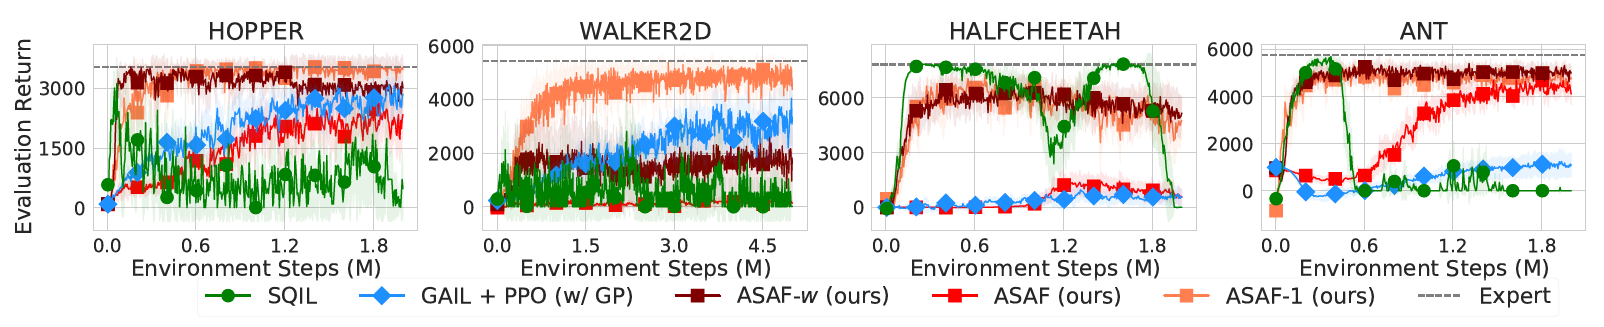 HOPPER
WALKER2D
HALFCHEETAH
ANT
Evaluation Return
3000
1500
0
0.0 0.6 1.2 1.8
Environment Steps (M)
6000
4000
2000
0
0.0 1.5 3.0 4.5
Environment Steps (M)
6000
3000
0
0.0 0.6 1.2 1.8
Environment Steps (M)
6000
4000
2000
0
0.0 0.6 1.2 1.8
Environment Steps (M)
SQIL GAIL + PPO (w/ GP) ASAF-w (ours) ASAF (ours) ASAF-1 (ours) Expert